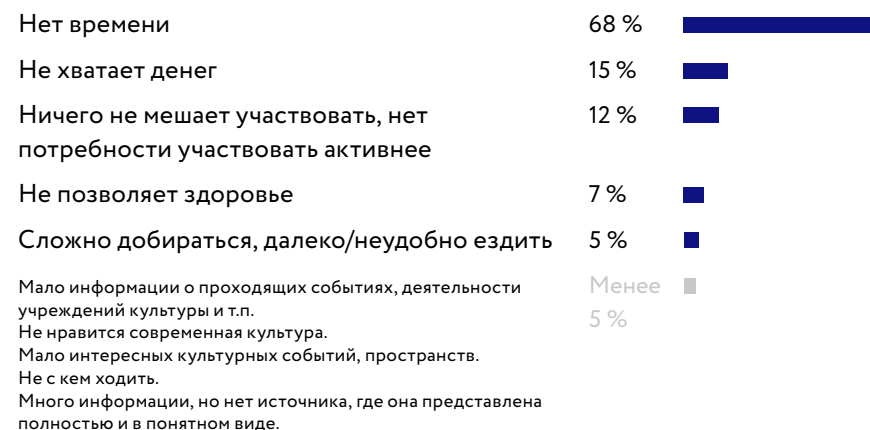 Нет времени 68 %
Не хватает денег 15 %
Ничего не мешает участвовать, нет 12 %
потребности участвовать активнее
Не позволяет здоровье 7 %
Сложно добираться, далеко/неудобно ездить 5 %
Мало информации о проходящих событиях, деятельности Менее
учреждений культуры и т.п. 5 %
Не нравится современная культура.
Мало интересных культурных событий, пространств.
Не с кем ходить.
Много информации, но нет источника, где она представлена
полностью и в понятном виде.